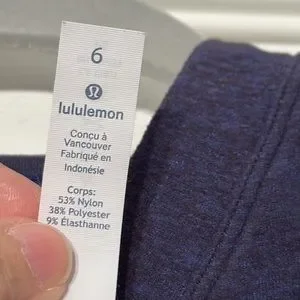 6
lululemon
Conçu à
Vancouver
Fabriqué en
Indonésie
Corps:
53% Nylon
38% Polyester
9% Élasthanne